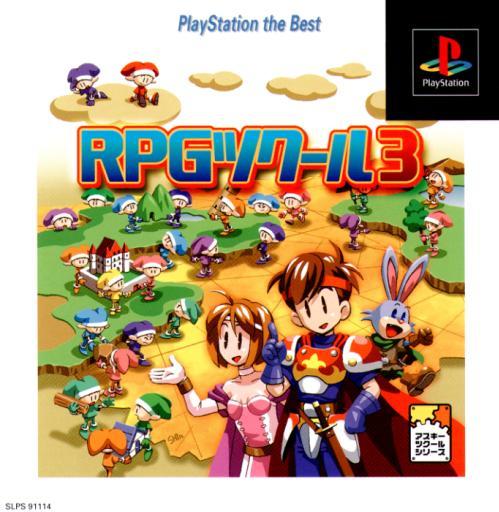 PlayStation the Best
PlayStation
RPGツクール3
Shin
アスキー
ツクール
シリーズ
SLPS 91114